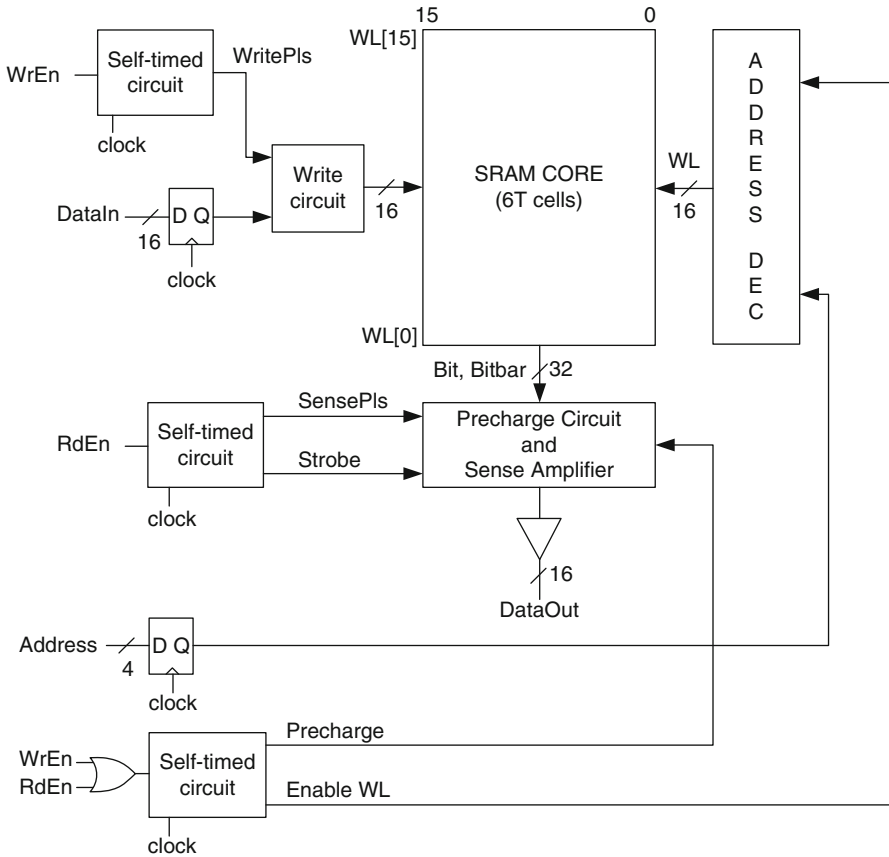 15 0
WL[15]
Self-timed
circuit
WritePls
WrEn
clock
A
D
D
R
E
S
S
D
E
C
Write
circuit
16
SRAM CORE
(6T cells)
WL
16
DataIn
16
D Q
clock
WL[0]
Bit, Bitbar 32
SensePls
RdEn
Self-timed
circuit
Strobe
clock
Precharge Circuit
and
Sense Amplifier
16
DataOut
Address
4
D Q
clock
Precharge
WrEn
RdEn
Self-timed
circuit
Enable WL
clock